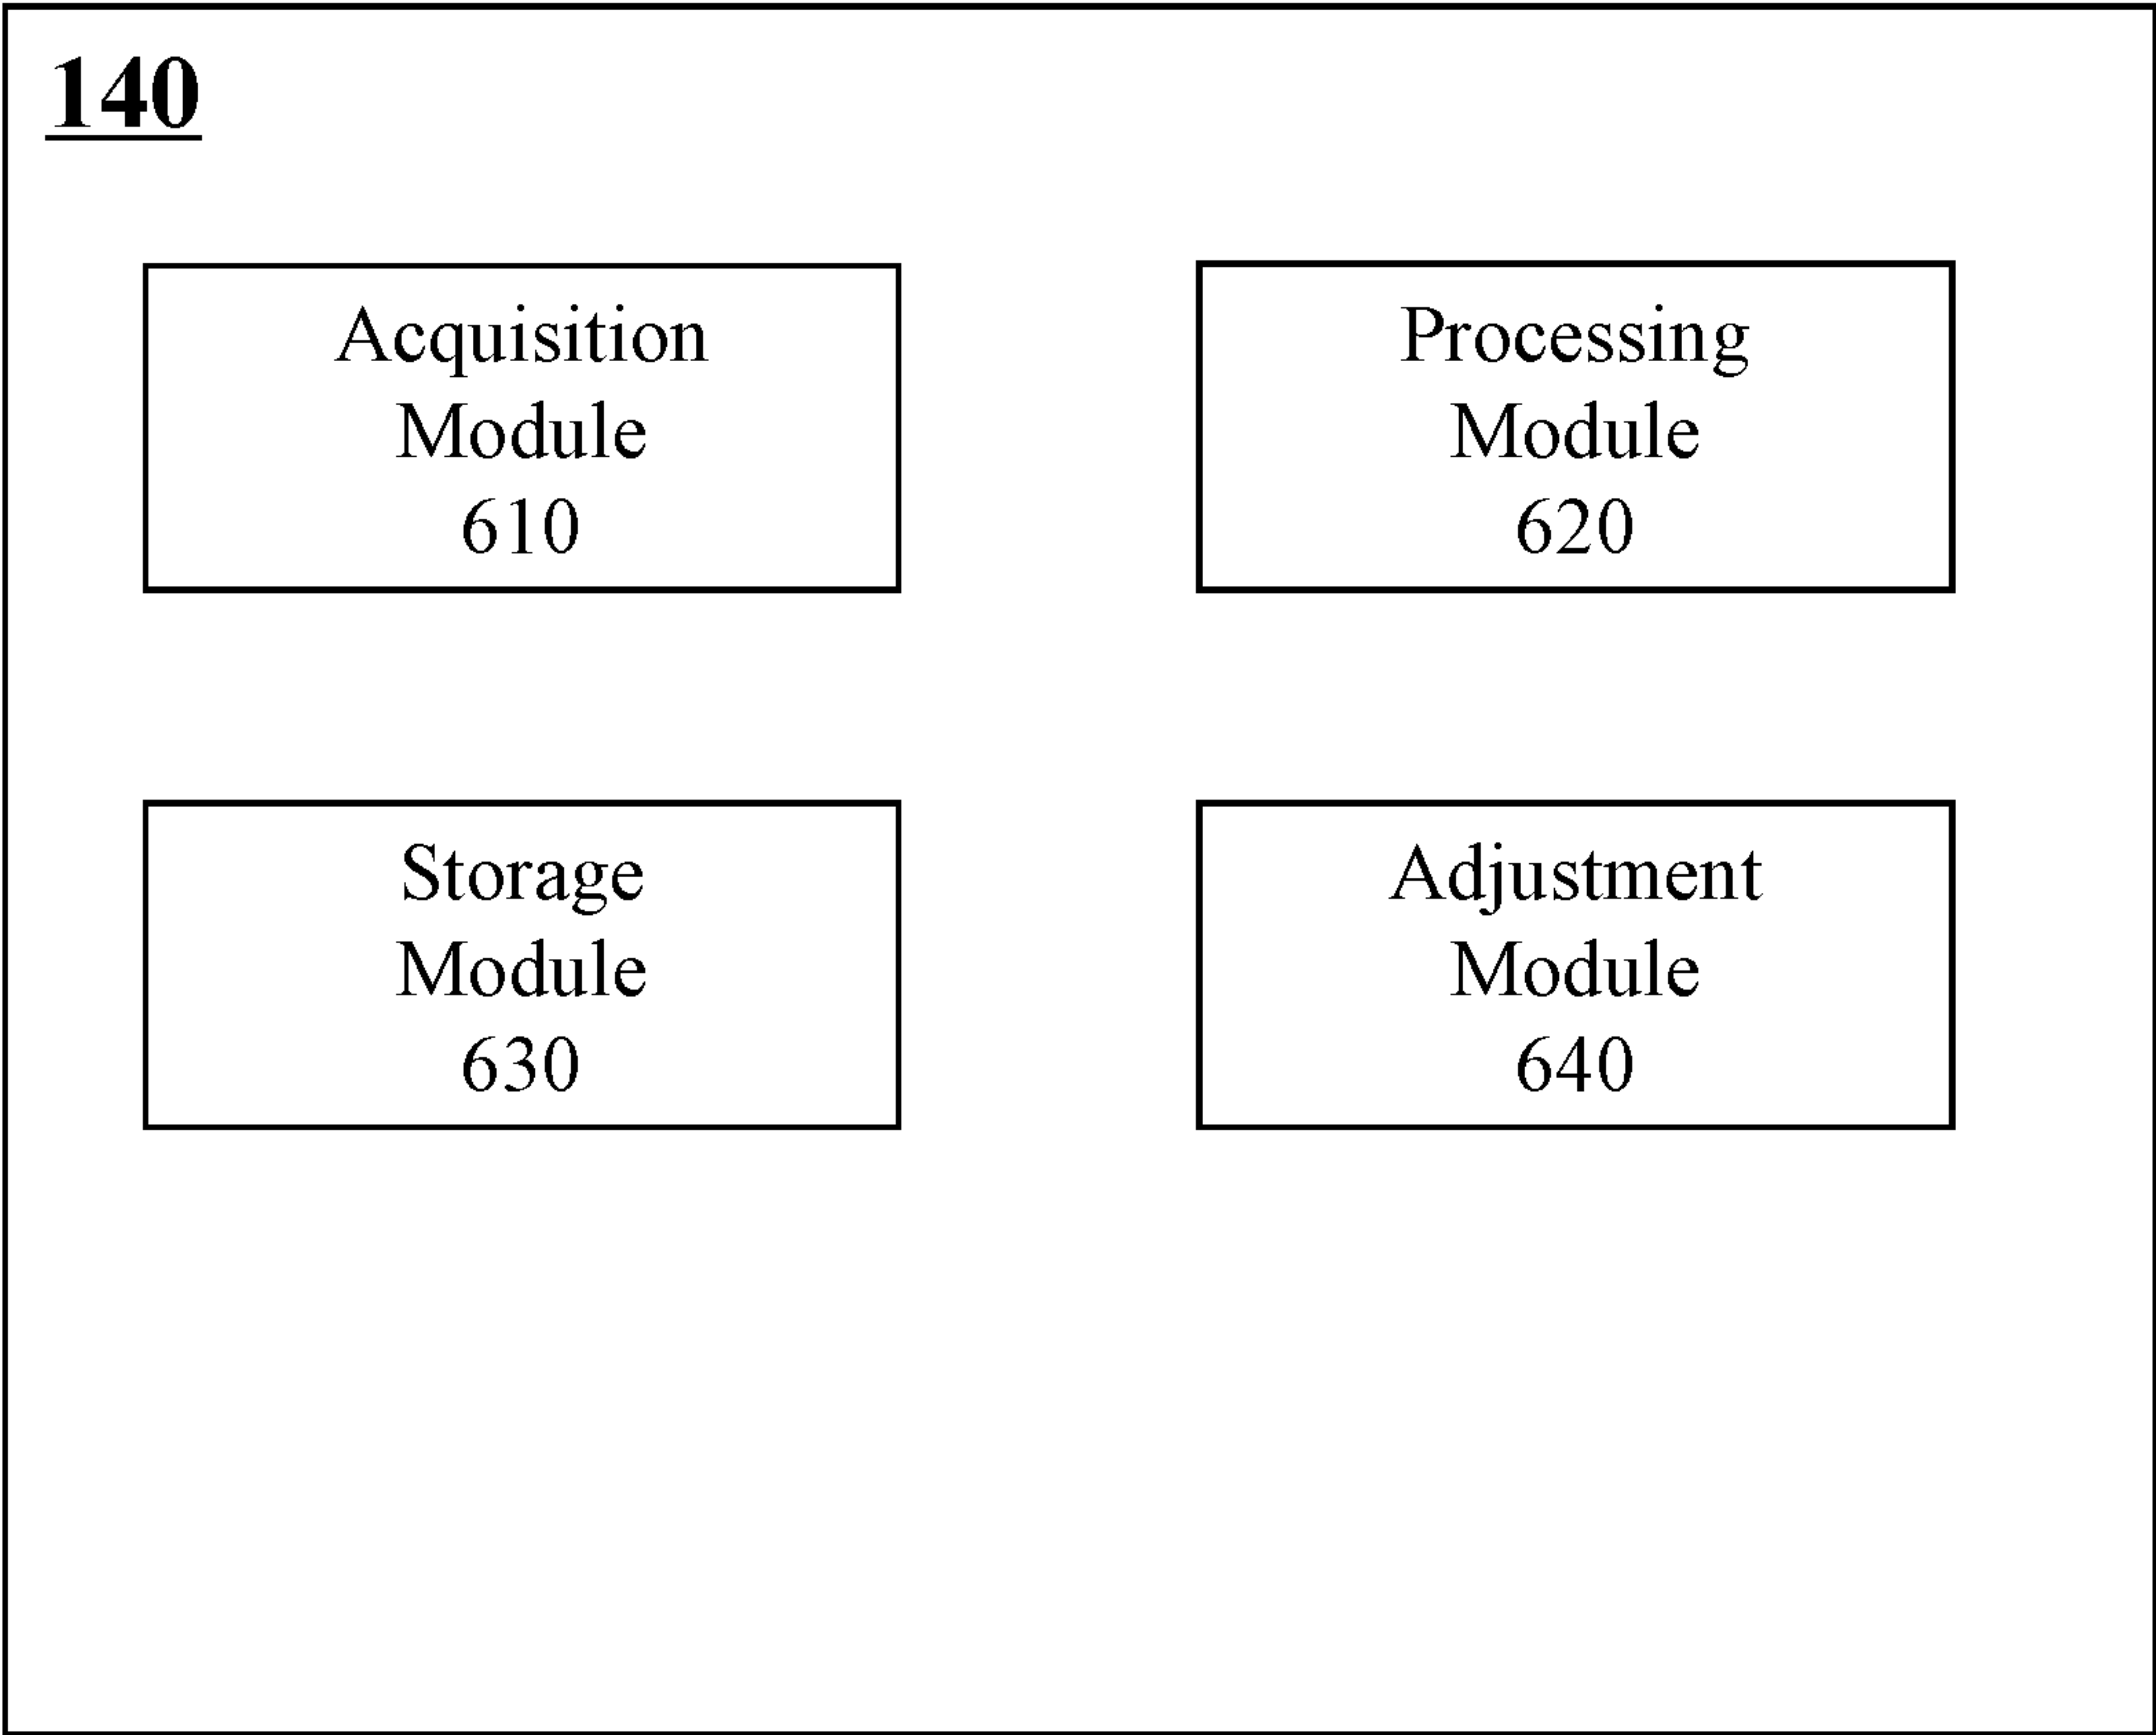 140
Acquisition
Module
610
Processing
Module
620
Storage
Module
630
Adjustment
Module
640